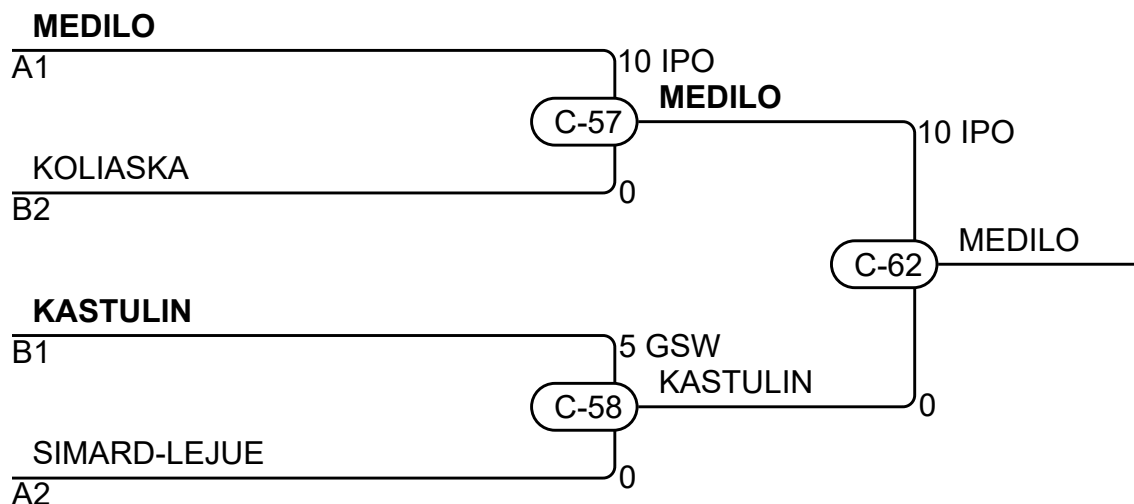 MEDILO
A1
10 IPO
MEDILO
C-57
10 IPO
KOLIASKA
B2
0
MEDILO
C-62
KASTULIN
B1
5 GSW
KASTULIN
C-58
0
SIMARD-LEJUE
A2
0